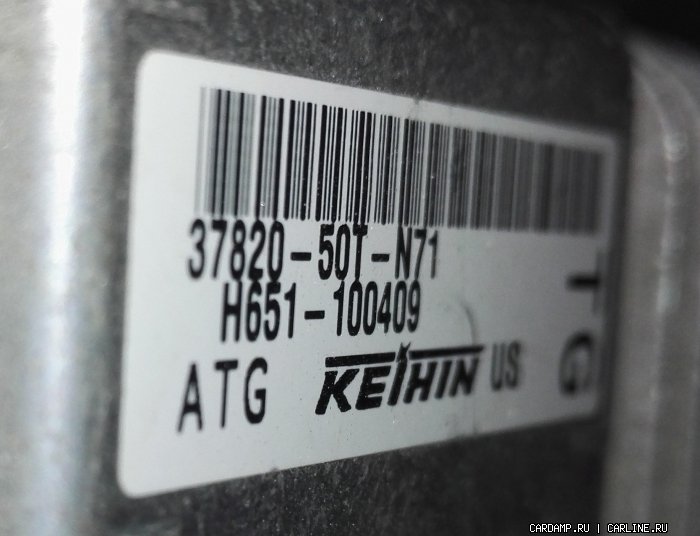 37820-50T-N71
H651-100409
ATG KEIHIN US
T G
CARDAMP.RU | CARLINE.RU